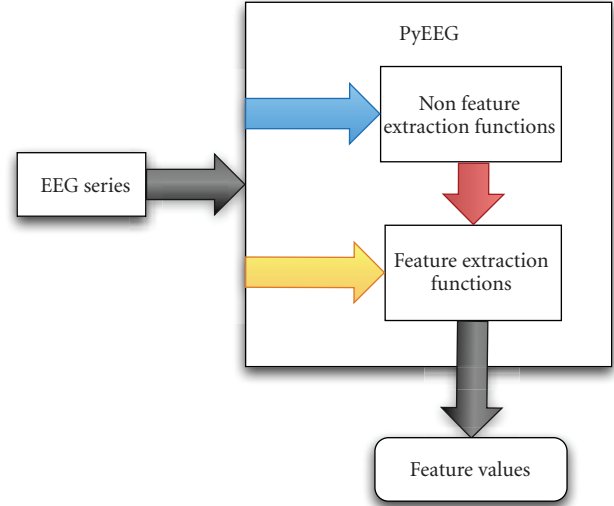 PyEEG
Non feature
extraction functions
EEG series
Feature extraction
functions
Feature values